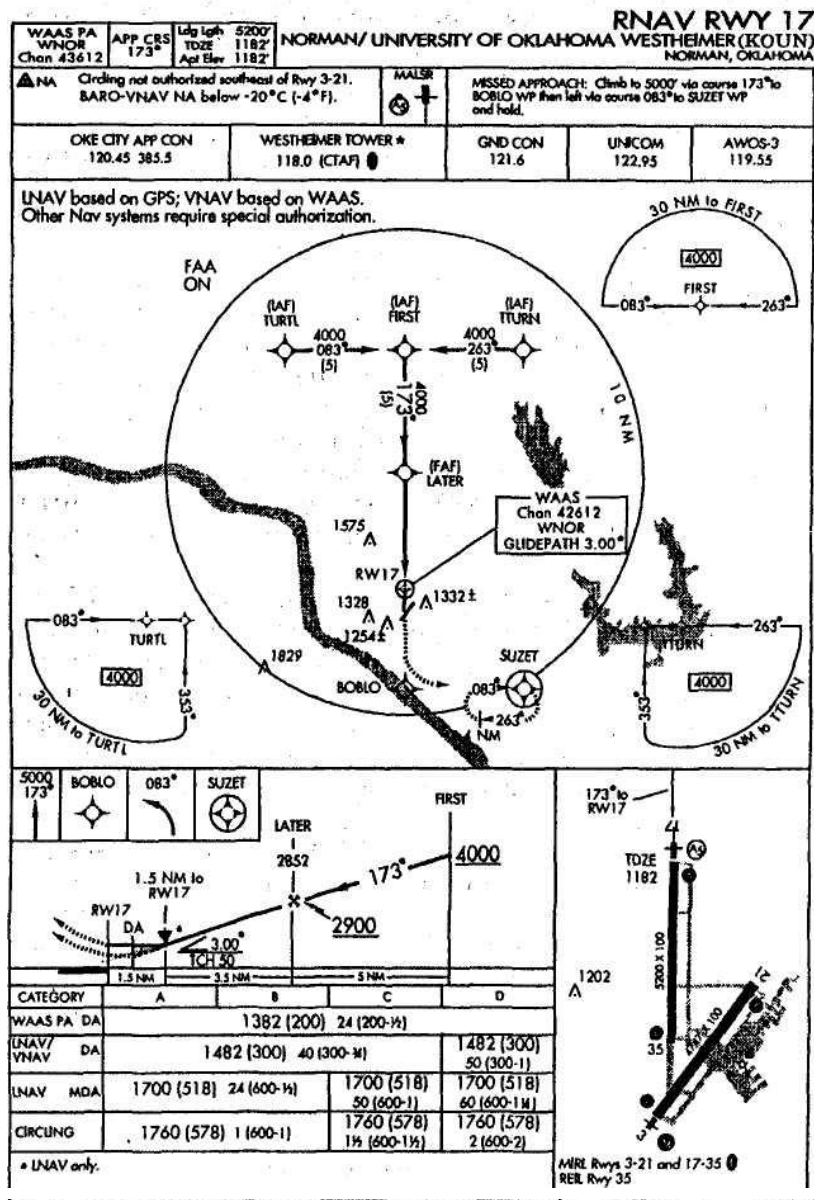 RNAV RWY 17
WAAS PA
WNOR
Chan 43612
APP CRS
173°
Ldg Lgth 5200'
TDZE 1182'
Apt Elev 1182'
NORMAN/ UNIVERSITY OF OKLAHOMA WESTHEIMER (KOUN)
NORMAN, OKLAHOMA
A NA
Circling not authorized southeast of Rwy 3-21.
BARO-VNAV NA below -20°C (-4°F).
MALSR
A5
MISSED APPROACH: Climb to 5000' via course 173° to
BOBLO WP then left via course 083° to SUZET WP
and hold.
OKE CITY APP CON
120.45 385.5
WESTHEIMER TOWER ★
118.0 (CTAF)
GND CON
121.6
UNICOM
122.95
AWOS-3
119.55
LNAV based on GPS; VNAV based on WAAS.
Other Nav systems require special authorization.
FAA
ON
30 NM to FIRST
4000
FIRST
083°
263°
(IAF)
TURTL
(IAF)
FIRST
(IAF)
TTURN
4000
083°
(5)
4000
263°
(5)
4000
173°
(5)
10 NM
(FAF)
LATER
WAAS
Chan 42612
WNOR
GLIDEPATH 3.00°
1575
RW17
1328
1332±
1254±
1829
083°
TURTL
4000
353°
30 NM to TURTL
BOBLO
SUZET
083°
263°
NM
263°
TTURN
4000
353°
30 NM to TTURN
5000
173°
BOBLO
083°
SUZET
LATER
2852
FIRST
4000
173°
2900
1.5 NM to
RW17
RW17
DA
3.00°
TCH 50
1.5 NM
3.5 NM
5 NM
CATEGORY A B C D
WAAS PA DA 1382 (200) 24 (200-½)
LNAV/
VNAV DA 1482 (300) 40 (300-¾) 1482 (300)
50 (300-1)
LNAV MDA 1700 (518) 24 (600-½) 1700 (518)
50 (600-1) 1700 (518)
60 (600-1¼)
CIRCLING 1760 (578) 1 (600-1) 1760 (578)
1½ (600-1½) 1760 (578)
2 (600-2)
* LNAV only.
173° to
RW17
17
A5
TDZE
1182
5200 X 100
1202
21
35
3
MIRL Rwys 3-21 and 17-35
REIL Rwy 35